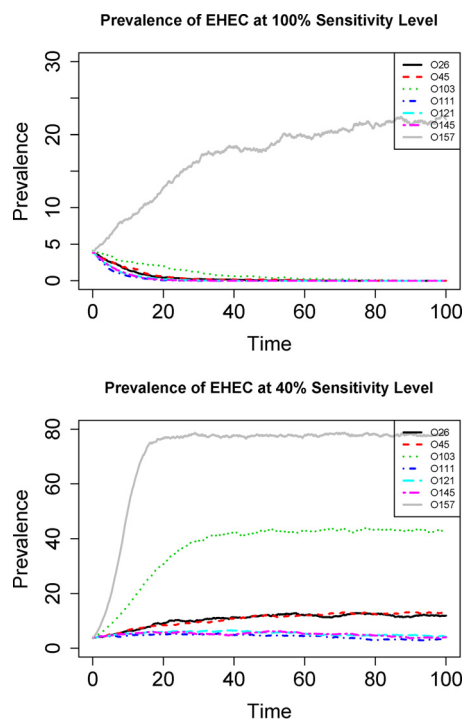 Prevalence of EHEC at 100% Sensitivity Level
Prevalence
30
20
10
5
0
O26
O45
O103
O111
O121
O145
O157
0 20 40 60 80 100
Time
Prevalence of EHEC at 40% Sensitivity Level
Prevalence
80
60
40
20
0
O26
O45
O103
O111
O121
O145
O157
0 20 40 60 80 100
Time